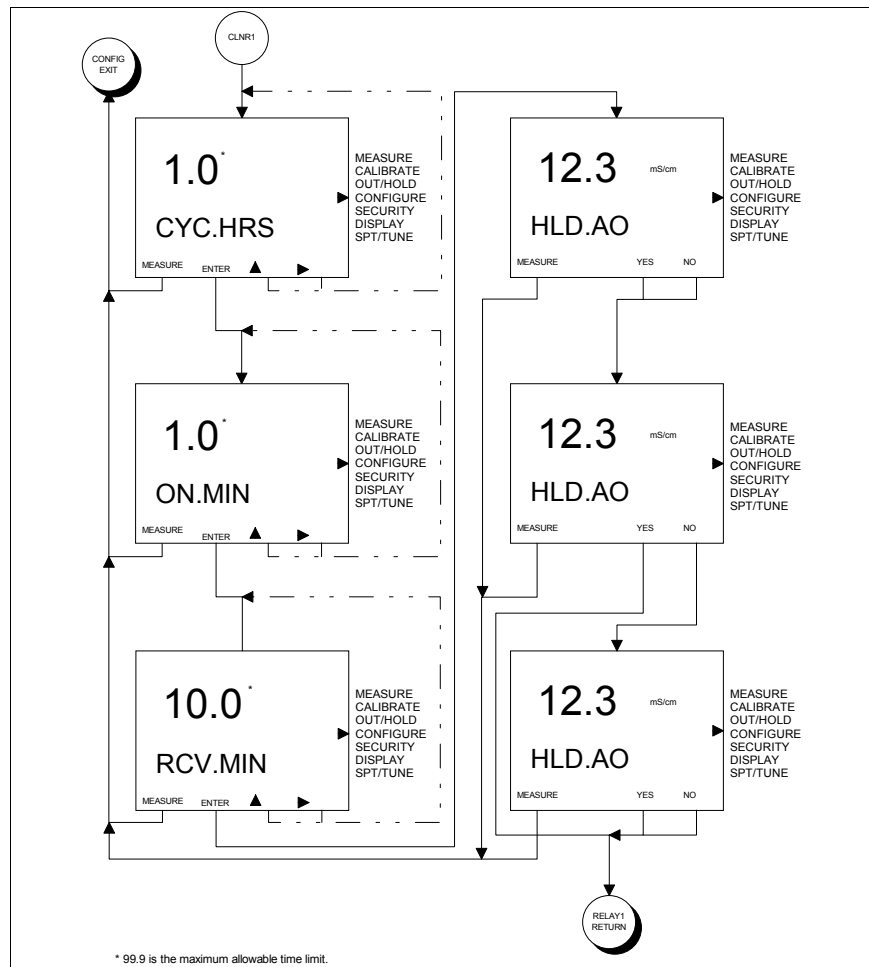 CONFIG
EXIT
CLNR1
1.0*
CYC.HRS
MEASURE
ENTER
MEASURE
CALIBRATE
OUT/HOLD
CONFIGURE
SECURITY
DISPLAY
SPT/TUNE
1.0*
ON.MIN
MEASURE
ENTER
MEASURE
CALIBRATE
OUT/HOLD
CONFIGURE
SECURITY
DISPLAY
SPT/TUNE
10.0*
RCV.MIN
MEASURE
ENTER
MEASURE
CALIBRATE
OUT/HOLD
CONFIGURE
SECURITY
DISPLAY
SPT/TUNE
12.3 mS/cm
HLD.AO
MEASURE YES NO
MEASURE
CALIBRATE
OUT/HOLD
CONFIGURE
SECURITY
DISPLAY
SPT/TUNE
12.3 mS/cm
HLD.AO
MEASURE YES NO
MEASURE
CALIBRATE
OUT/HOLD
CONFIGURE
SECURITY
DISPLAY
SPT/TUNE
12.3 mS/cm
HLD.AO
MEASURE YES NO
MEASURE
CALIBRATE
OUT/HOLD
CONFIGURE
SECURITY
DISPLAY
SPT/TUNE
RELAY1
RETURN
* 99.9 is the maximum allowable time limit.